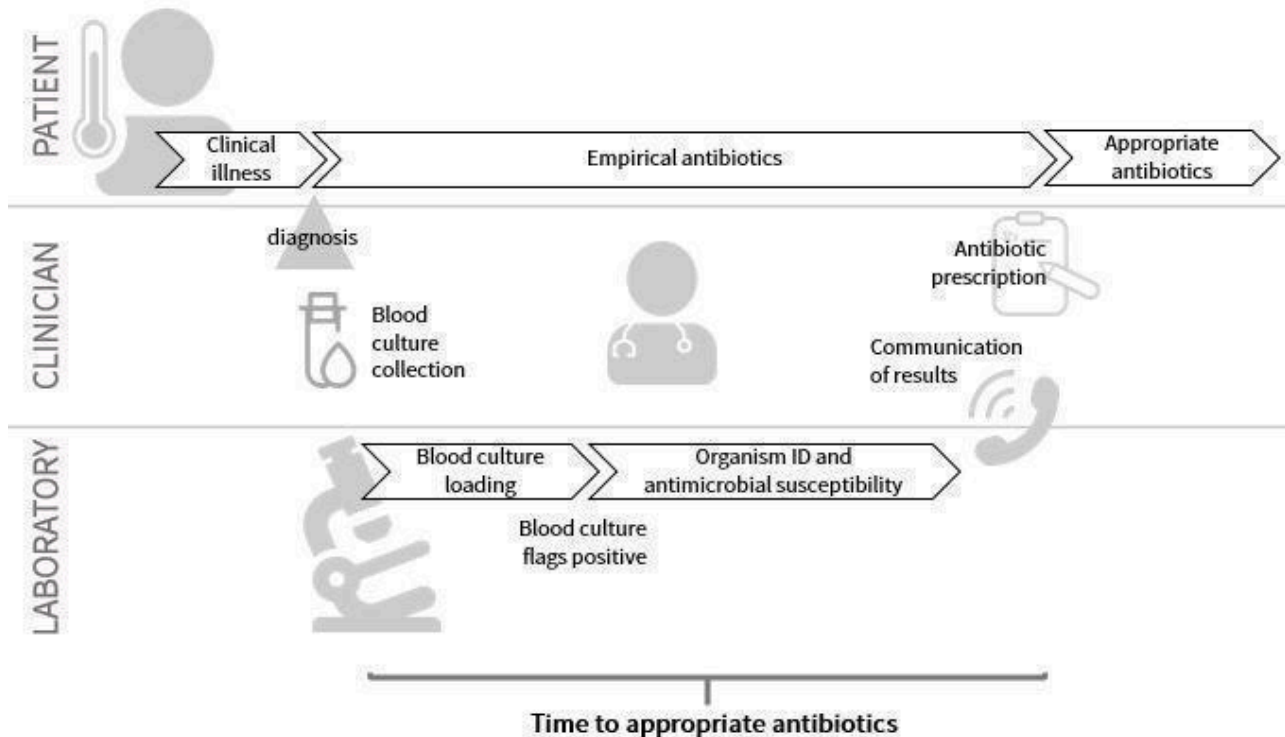 PATIENT
Clinical
illness
Empirical antibiotics
Appropriate
antibiotics
CLINICIAN
diagnosis
Blood
culture
collection
Antibiotic
prescription
Communication
of results
LABORATORY
Blood culture
loading
Organism ID and
antimicrobial susceptibility
Blood culture
flags positive
Time to appropriate antibiotics